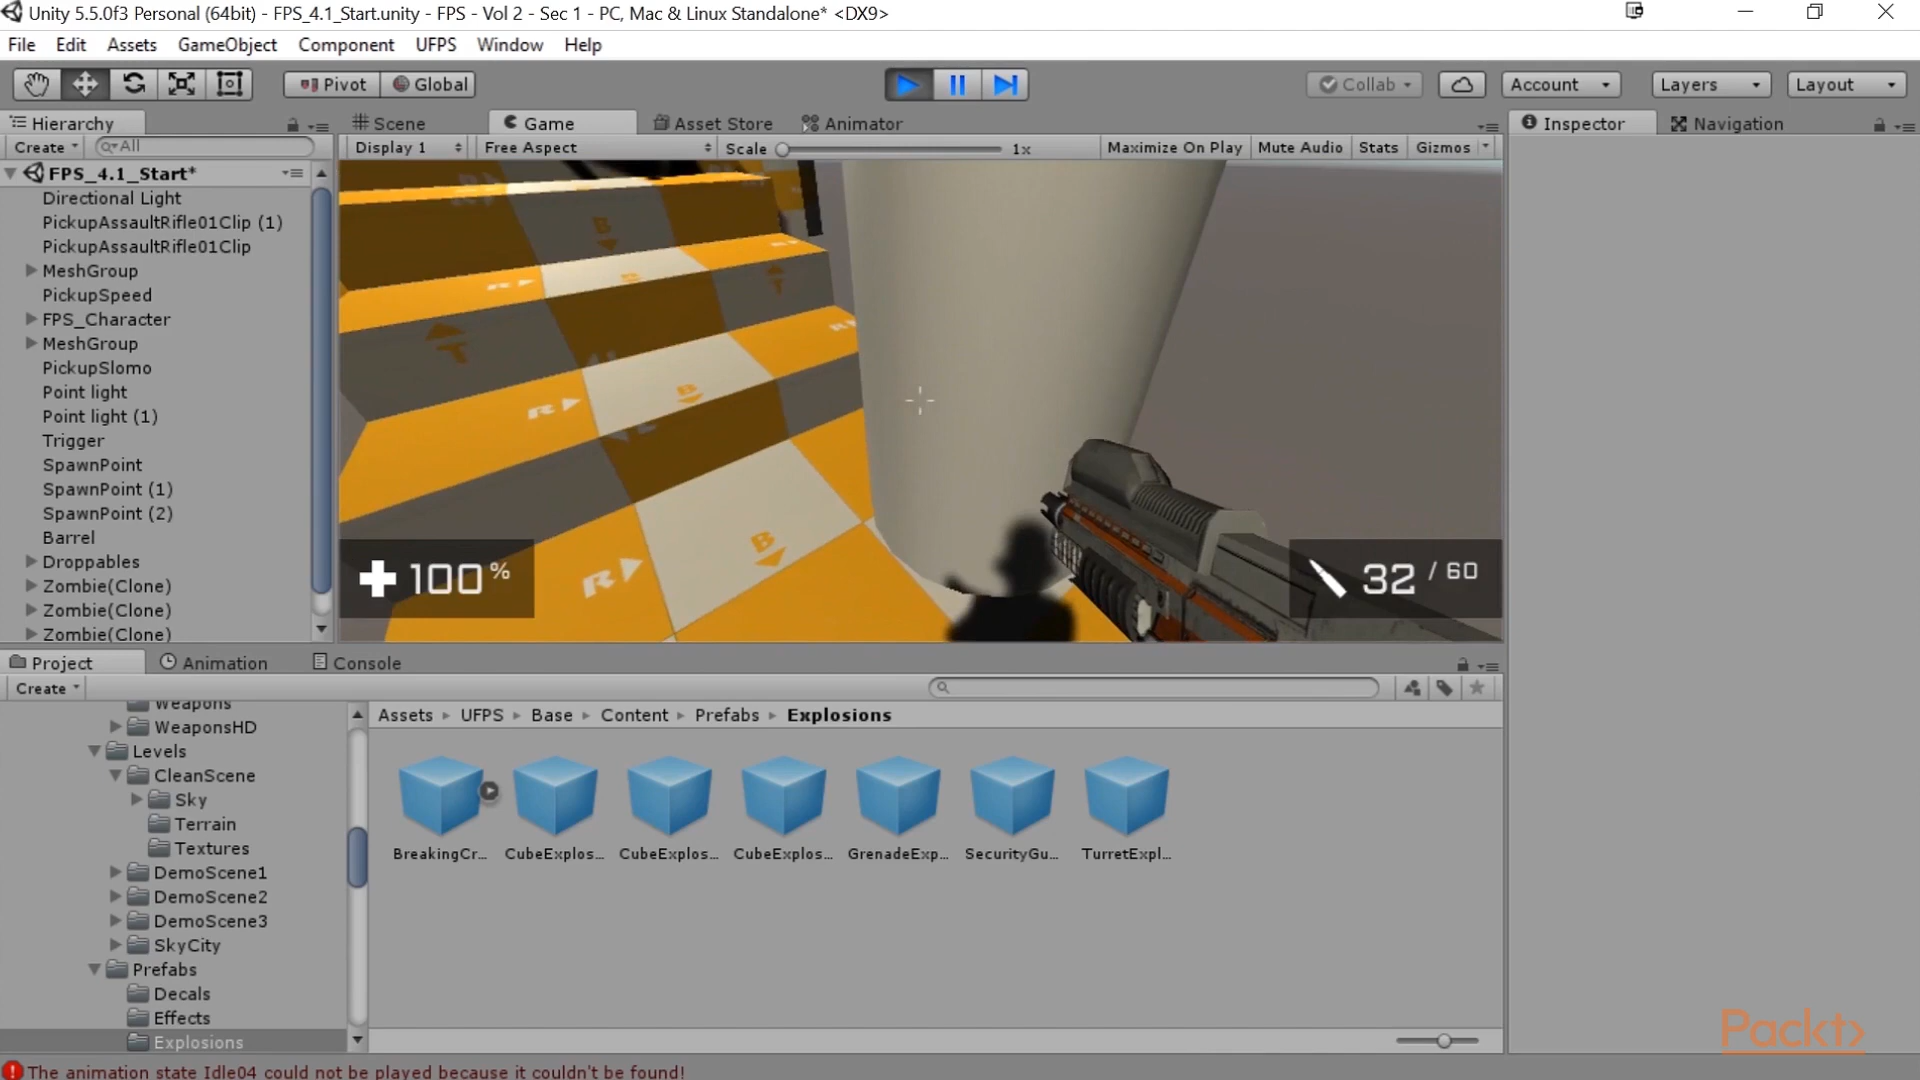 Unity 5.5.0f3 Personal (64bit) - FPS_4.1_Start.unity - FPS - Vol 2 - Sec 1 - PC, Mac & Linux Standalone* <DX9>
File Edit Assets GameObject Component UFPS Window Help
Pivot Global Collab Account Layers Layout
Hierarchy Scene Game Asset Store Animator Inspector Navigation
Create All Display 1 Free Aspect Scale 1x Maximize On Play Mute Audio Stats Gizmos
FPS_4.1_Start*
Directional Light
PickupAssaultRifle01Clip (1)
PickupAssaultRifle01Clip
MeshGroup
PickupSpeed
FPS_Character
MeshGroup
PickupSlomo
Point light
Point light (1)
Trigger
SpawnPoint
SpawnPoint (1)
SpawnPoint (2)
Barrel
Droppables
Zombie(Clone)
Zombie(Clone)
Zombie(Clone)
B
B
T
T
R B
R B
100%
32 / 60
Project Animation Console
Create
Weapons
WeaponsHD
Levels
CleanScene
Sky
Terrain
Textures
DemoScene1
DemoScene2
DemoScene3
SkyCity
Prefabs
Decals
Effects
Explosions
Assets UFPS Base Content Prefabs Explosions
BreakingCr... CubeExplos... CubeExplos... CubeExplos... GrenadeExp... SecurityGu... TurretExpl...
Packt
The animation state Idle04 could not be played because it couldn't be found!